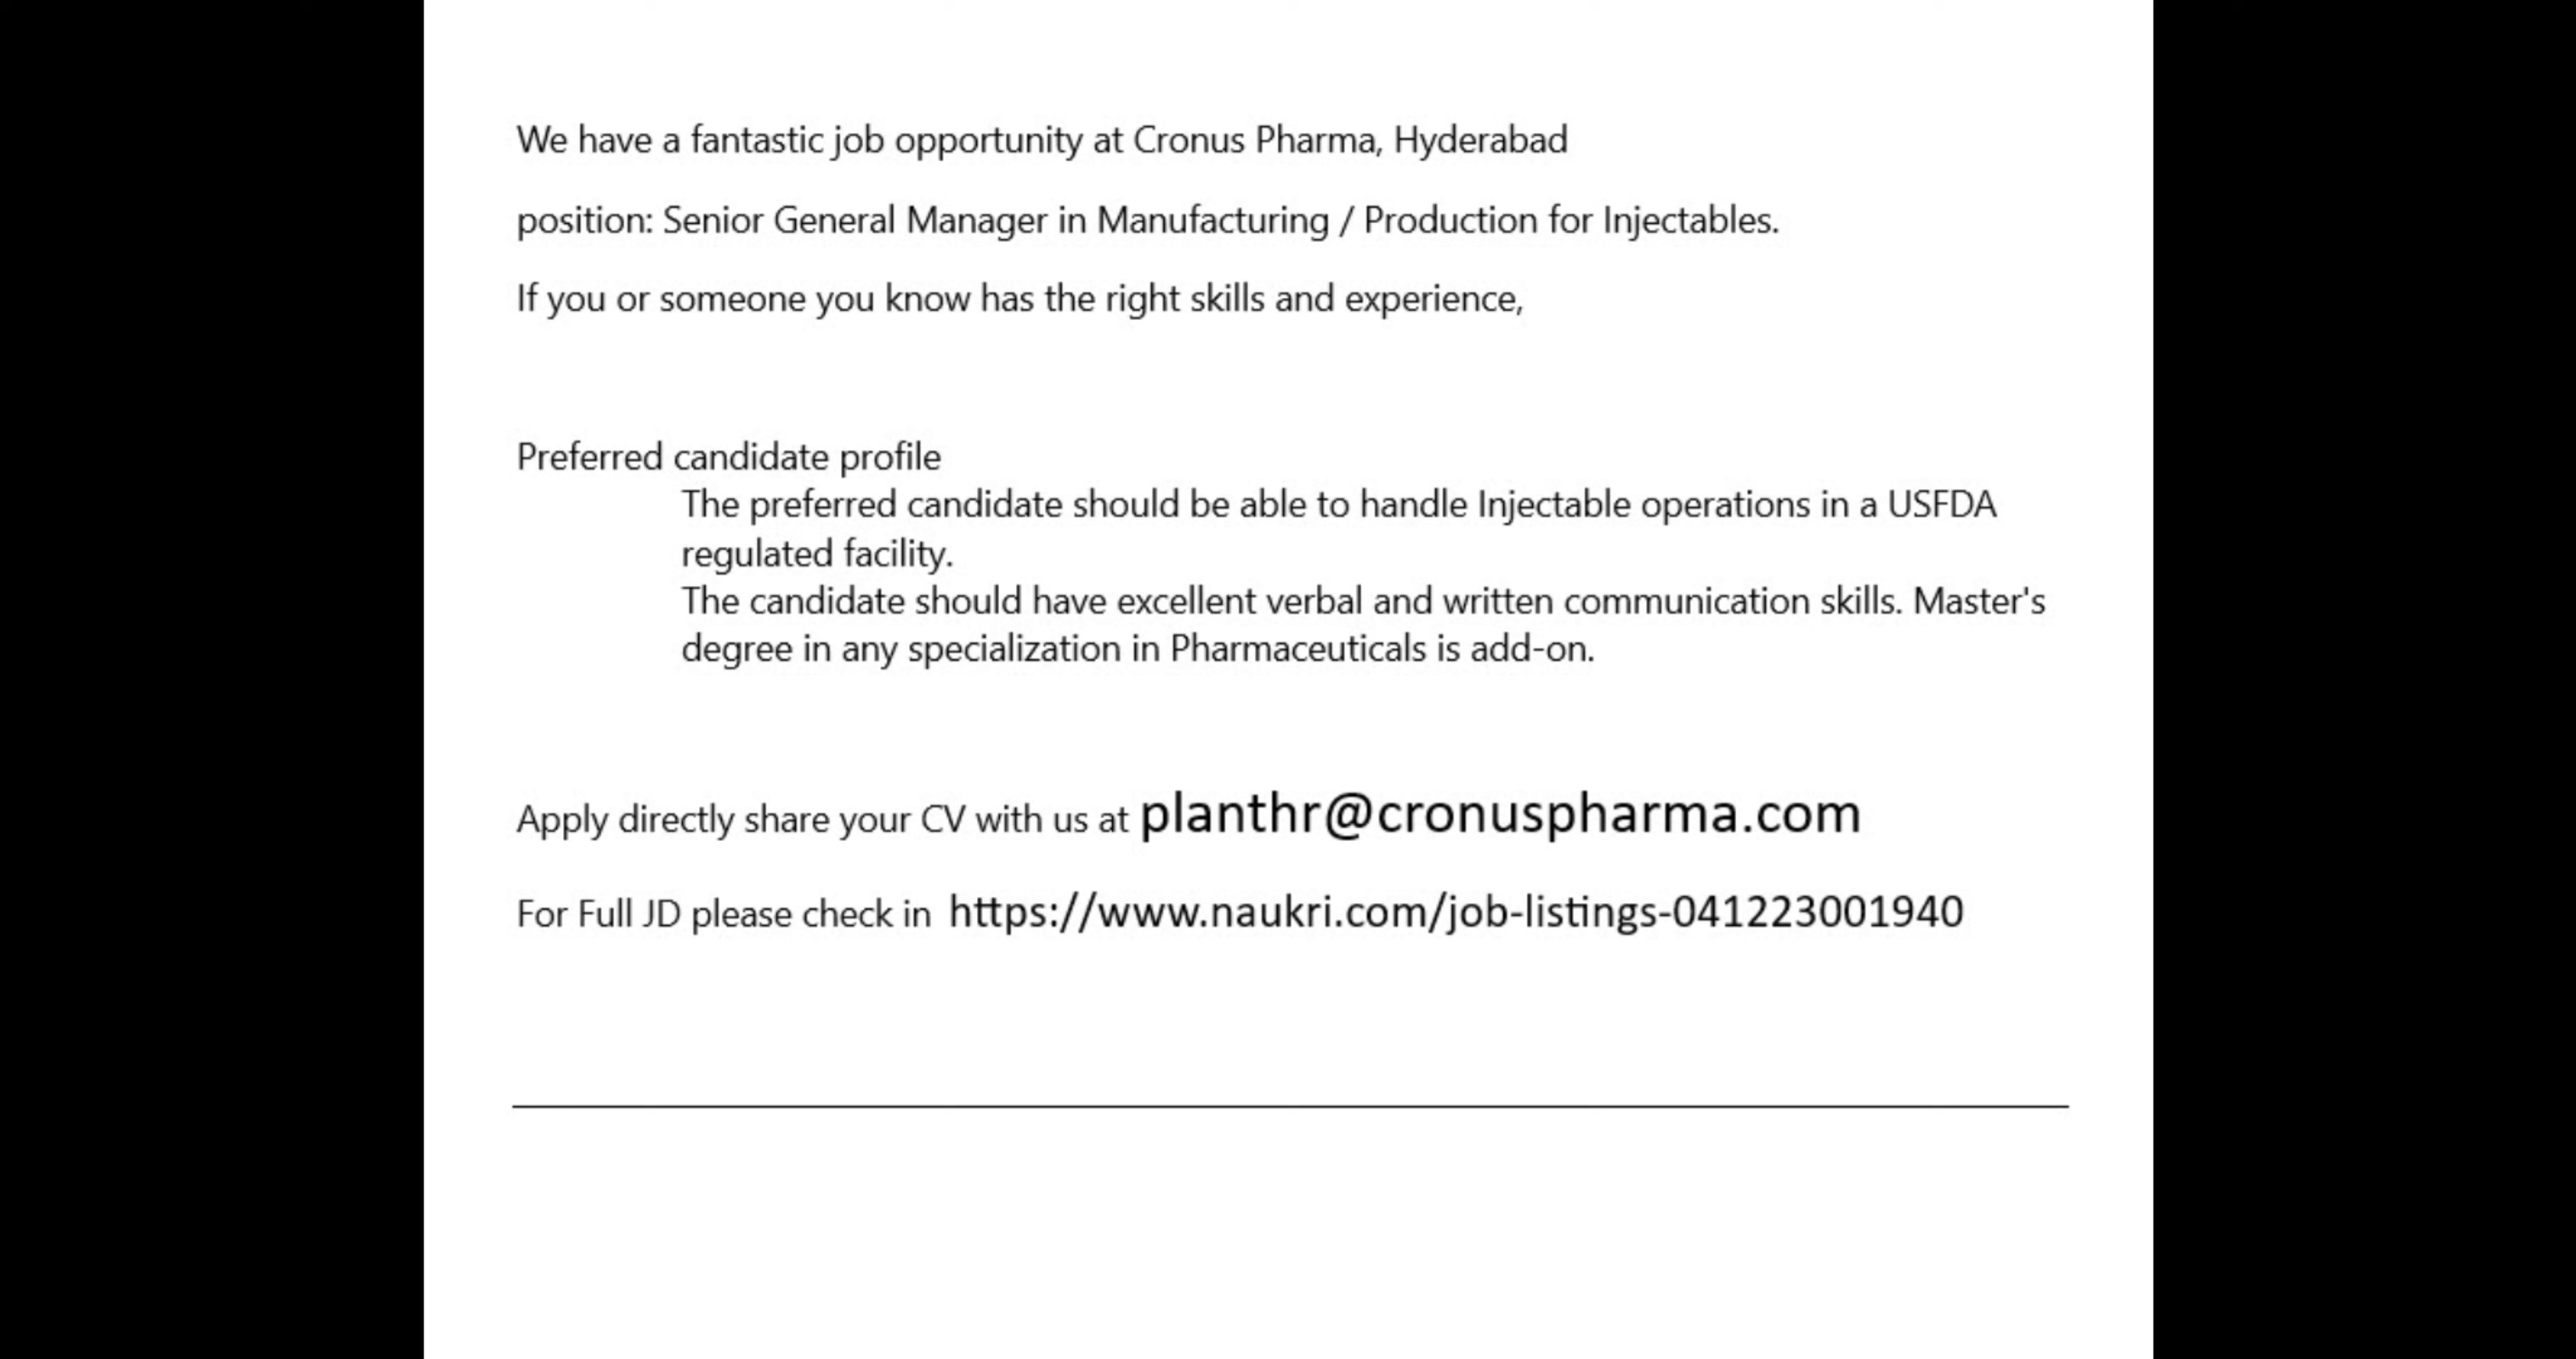 We have a fantastic job opportunity at Cronus Pharma, Hyderabad
position: Senior General Manager in Manufacturing / Production for Injectables.
If you or someone you know has the right skills and experience,
Preferred candidate profile
The preferred candidate should be able to handle Injectable operations in a USFDA
regulated facility.
The candidate should have excellent verbal and written communication skills. Master's
degree in any specialization in Pharmaceuticals is add-on.
Apply directly share your CV with us at planthr@cronuspharma.com
For Full JD please check in https://www.naukri.com/job-listings-041223001940